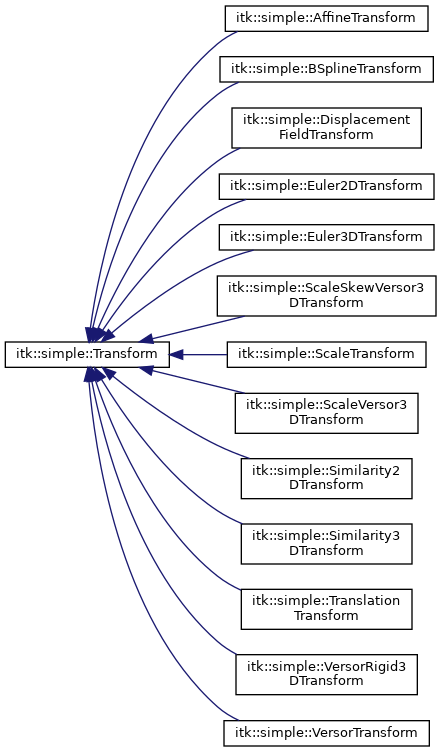 itk::simple::AffineTransform
itk::simple::BSplineTransform
itk::simple::Displacement
FieldTransform
itk::simple::Euler2DTransform
itk::simple::Euler3DTransform
itk::simple::ScaleSkewVersor3
DTransform
itk::simple::Transform
itk::simple::ScaleTransform
itk::simple::ScaleVersor3
DTransform
itk::simple::Similarity2
DTransform
itk::simple::Similarity3
DTransform
itk::simple::Translation
Transform
itk::simple::VersorRigid3
DTransform
itk::simple::VersorTransform